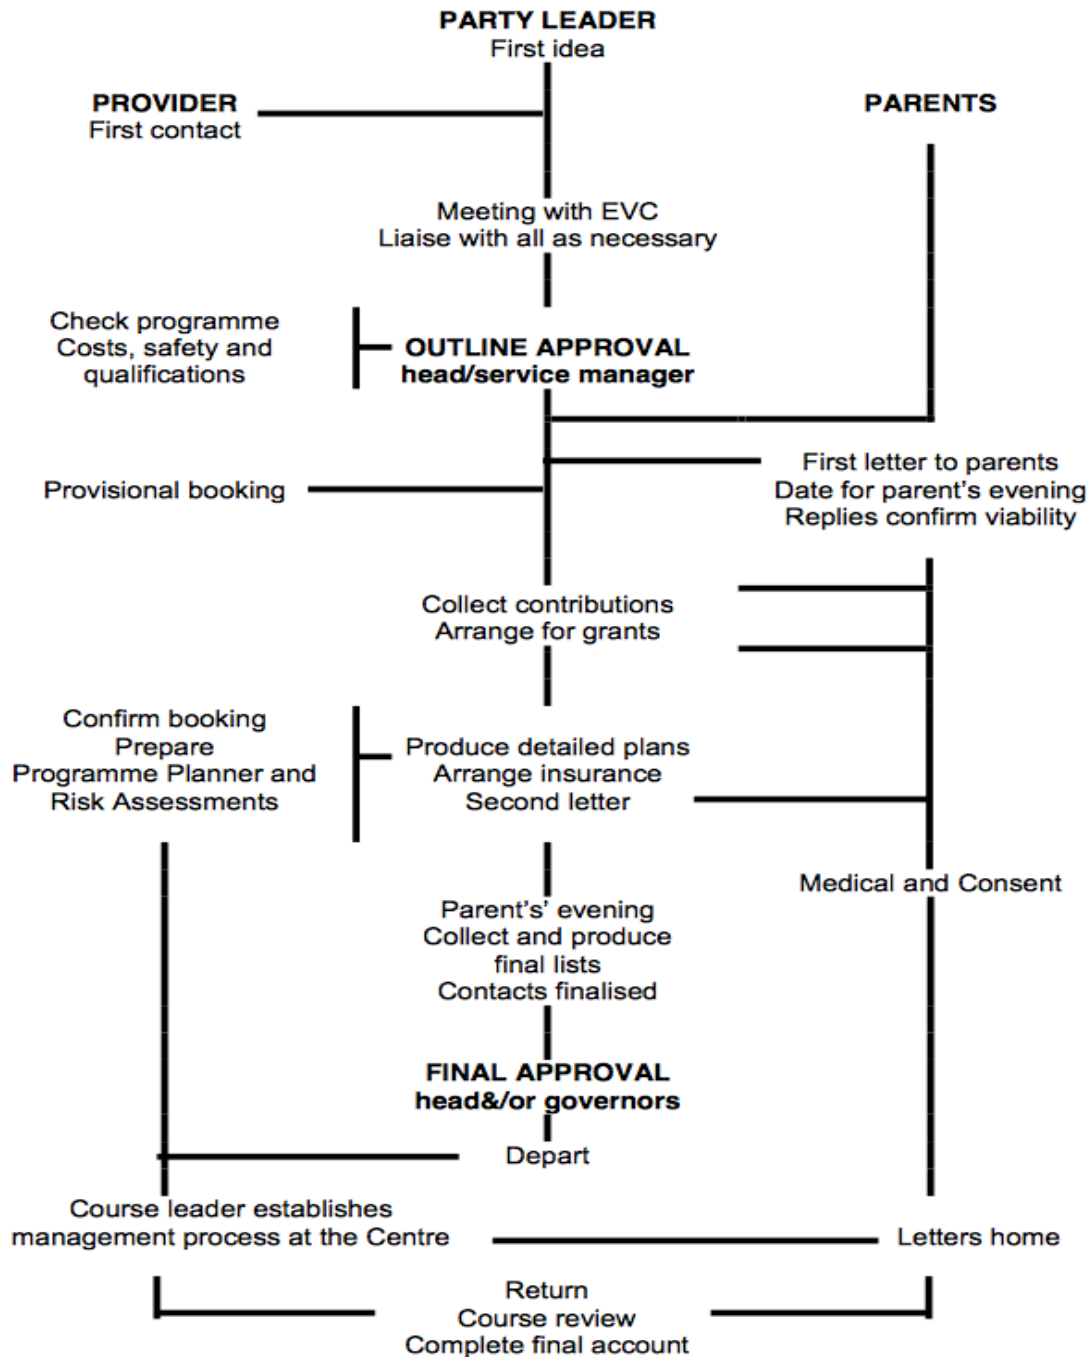 PARTY LEADER
First idea
PROVIDER
First contact
PARENTS
Meeting with EVC
Liaise with all as necessary
Check programme
Costs, safety and
qualifications
OUTLINE APPROVAL
head/service manager
Provisional booking
First letter to parents
Date for parent's evening
Replies confirm viability
Collect contributions
Arrange for grants
Confirm booking
Prepare
Programme Planner and
Risk Assessments
Produce detailed plans
Arrange insurance
Second letter
Medical and Consent
Parent's' evening
Collect and produce
final lists
Contacts finalised
FINAL APPROVAL
head&/or governors
Depart
Course leader establishes
management process at the Centre
Letters home
Return
Course review
Complete final account